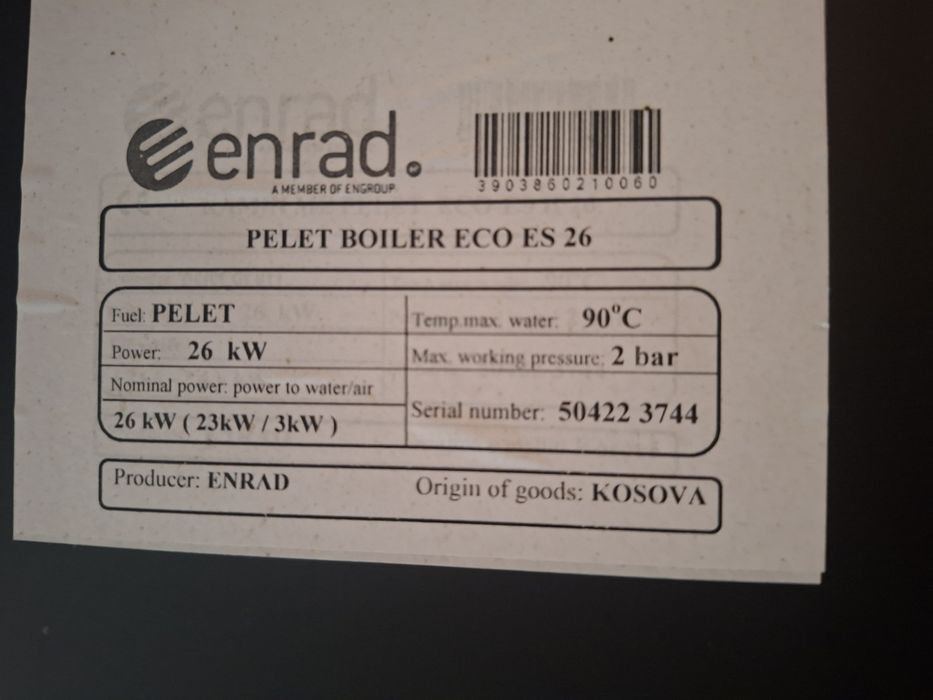 enrad.
A MEMBER OF ENGROUP
3903860210060
PELET BOILER ECO ES 26
Fuel: PELET
Temp.max. water: 90°C
Power: 26 kW
Max. working pressure: 2 bar
Nominal power: power to water/air
26 kW ( 23kW / 3kW )
Serial number: 50422 3744
Producer: ENRAD
Origin of goods: KOSOVA